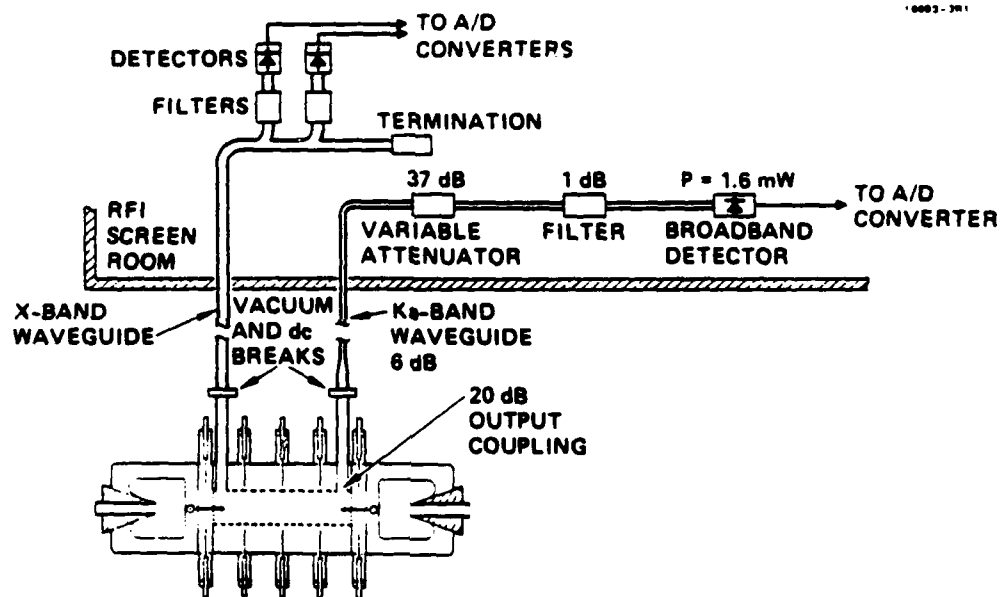 TO A/D
CONVERTERS
DETECTORS
FILTERS
TERMINATION
37 dB
1 dB
P = 1.6 mW
TO A/D
CONVERTER
VARIABLE
ATTENUATOR
FILTER
BROADBAND
DETECTOR
RFI
SCREEN
ROOM
X-BAND
WAVEGUIDE
VACUUM
AND dc
BREAKS
Ka-BAND
WAVEGUIDE
6 dB
20 dB
OUTPUT
COUPLING